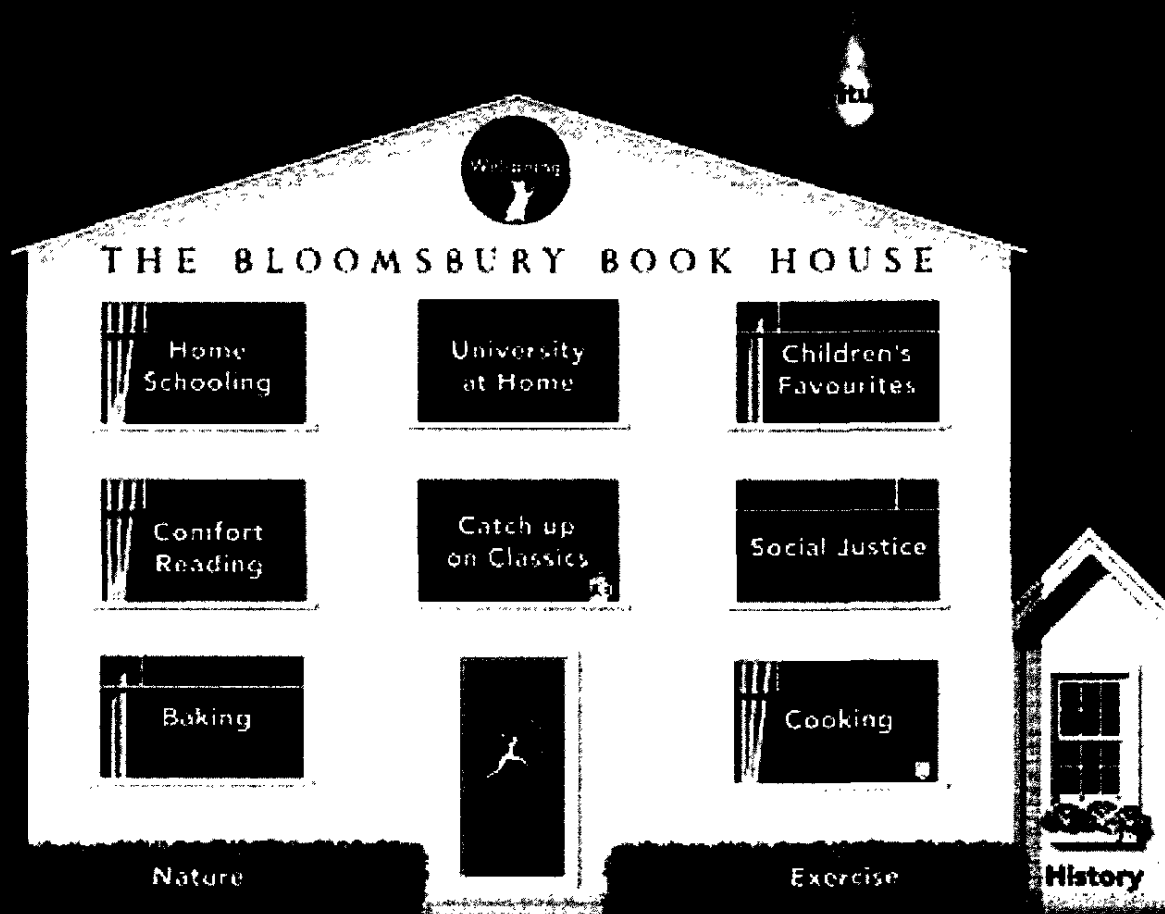 THE BLOOMSBURY BOOK HOUSE
Home
Schooling
University
at Home
Children's
Favourites
Comfort
Reading
Catch up
on Classics
Social Justice
Baking
Cooking
Nature
Exercise
History